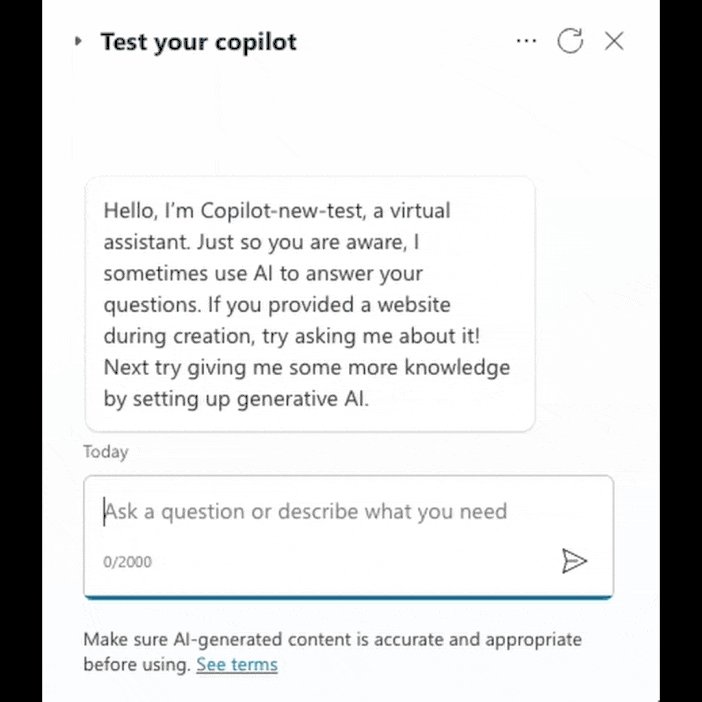 Test your copilot
Hello, I'm Copilot-new-test, a virtual
assistant. Just so you are aware, I
sometimes use AI to answer your
questions. If you provided a website
during creation, try asking me about it!
Next try giving me some more knowledge
by setting up generative AI.
Today
Ask a question or describe what you need
0/2000
Make sure AI-generated content is accurate and appropriate
before using. See terms